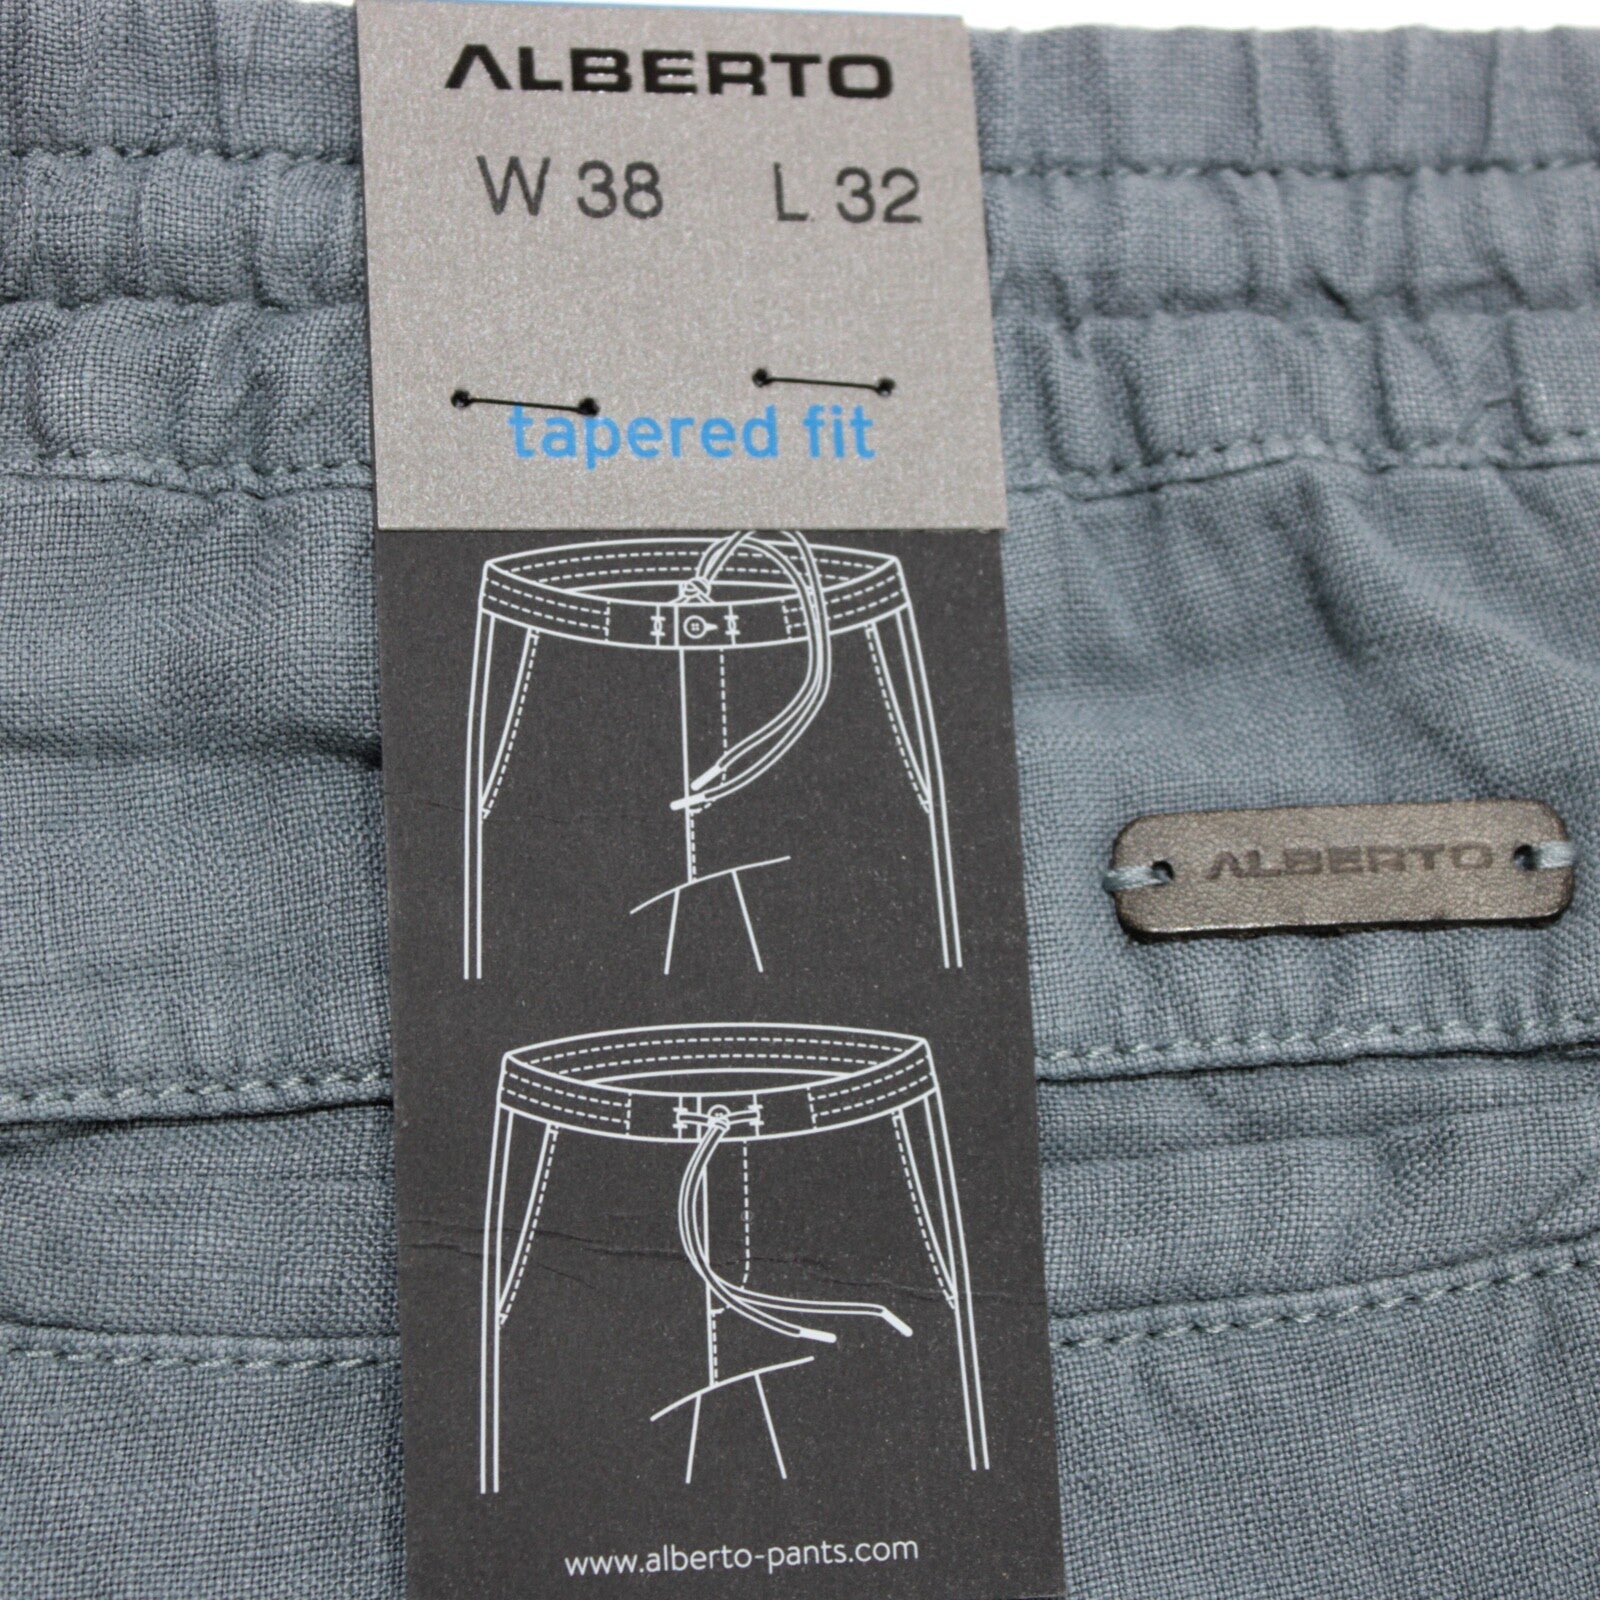 ALBERTO
W 38 L 32
tapered fit
ALBERTO
www.alberto-pants.com